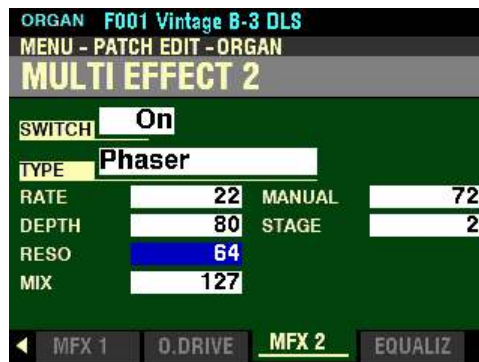 ORGAN F001 Vintage B-3 DLS
MENU - PATCH EDIT - ORGAN
MULTI EFFECT 2
SWITCH On
TYPE Phaser
RATE 22 MANUAL 72
DEPTH 80 STAGE 2
RESO 64
MIX 127
MFX 1 O.DRIVE MFX 2 EQUALIZ